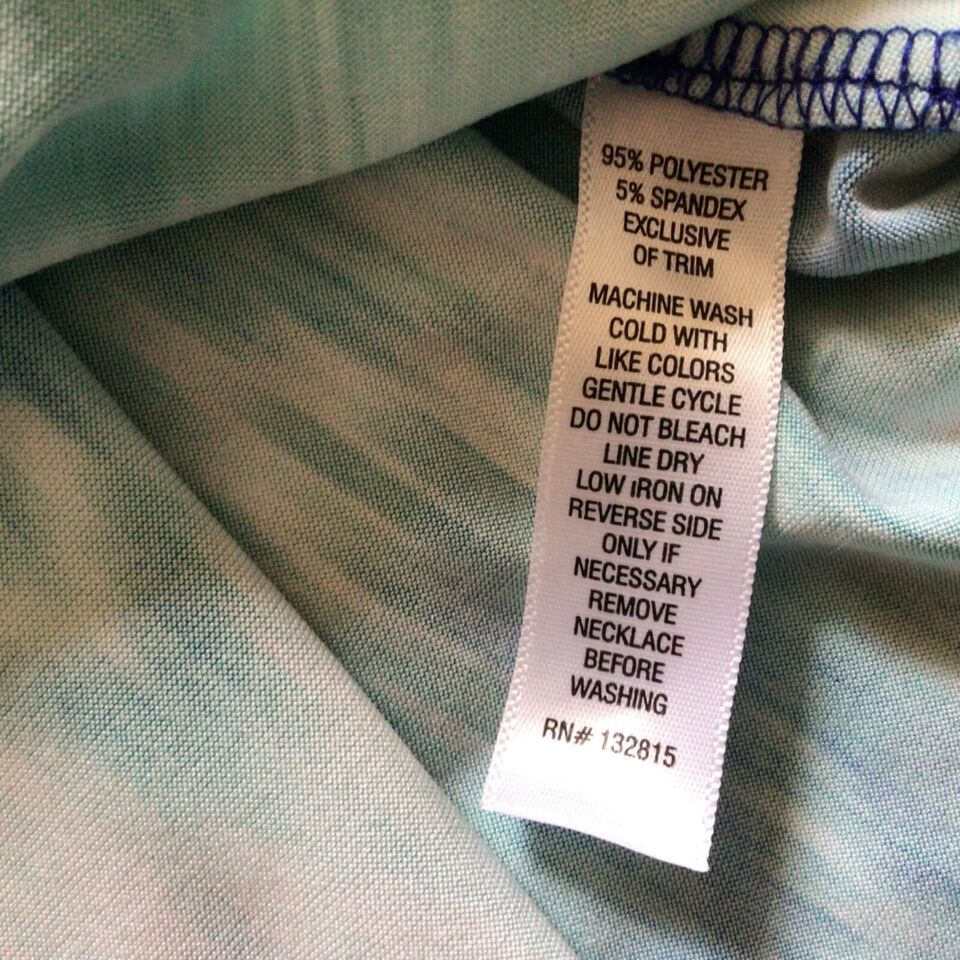 95% POLYESTER
5% SPANDEX
EXCLUSIVE
OF TRIM
MACHINE WASH
COLD WITH
LIKE COLORS
GENTLE CYCLE
DO NOT BLEACH
LINE DRY
LOW iRON ON
REVERSE SIDE
ONLY IF
NECESSARY
REMOVE
NECKLACE
BEFORE
WASHING
RN# 132815